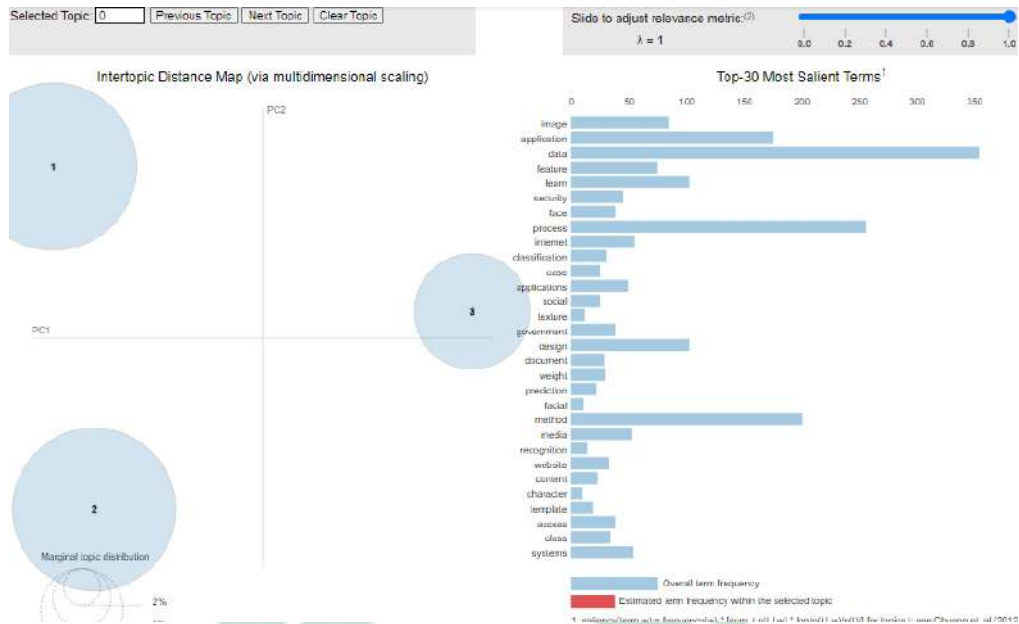 Selected Topic: 0 Previous Topic Next Topic Clear Topic
Slide to adjust relevance metric:(2)
λ = 1
0.0 0.2 0.4 0.6 0.8 1.0
Intertopic Distance Map (via multidimensional scaling)
PC2
PC1
1
3
2
Marginal topic distribution
2%
Top-30 Most Salient Terms1
0 50 100 150 200 250 300 350
image
application
data
feature
learn
security
face
process
internet
classification
case
applications
social
texture
government
design
document
weight
prediction
facial
method
media
recognition
website
content
character
template
access
class
systems
Overall term frequency
Estimated term frequency within the selected topic